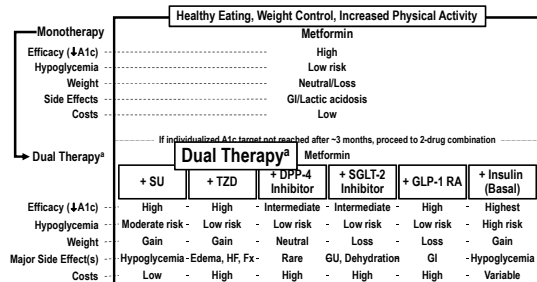 Healthy Eating, Weight Control, Increased Physical Activity
Monotherapy Metformin
Efficacy (↓A1c) High
Hypoglycemia Low risk
Weight Neutral/Loss
Side Effects GI/Lactic acidosis
Costs Low
If individualized A1c target not reached after ~3 months, proceed to 2-drug combination
Dual Therapyᵃ Dual Therapyᵃ Metformin
+ SU + TZD + DPP-4 Inhibitor + SGLT-2 Inhibitor + GLP-1 RA + Insulin (Basal)
Efficacy (↓A1c) High High Intermediate Intermediate High Highest
Hypoglycemia Moderate risk Low risk Low risk Low risk Low risk High risk
Weight Gain Gain Neutral Loss Loss Gain
Major Side Effect(s) Hypoglycemia Edema, HF, Fx Rare GU, Dehydration GI Hypoglycemia
Costs Low High High High High Variable